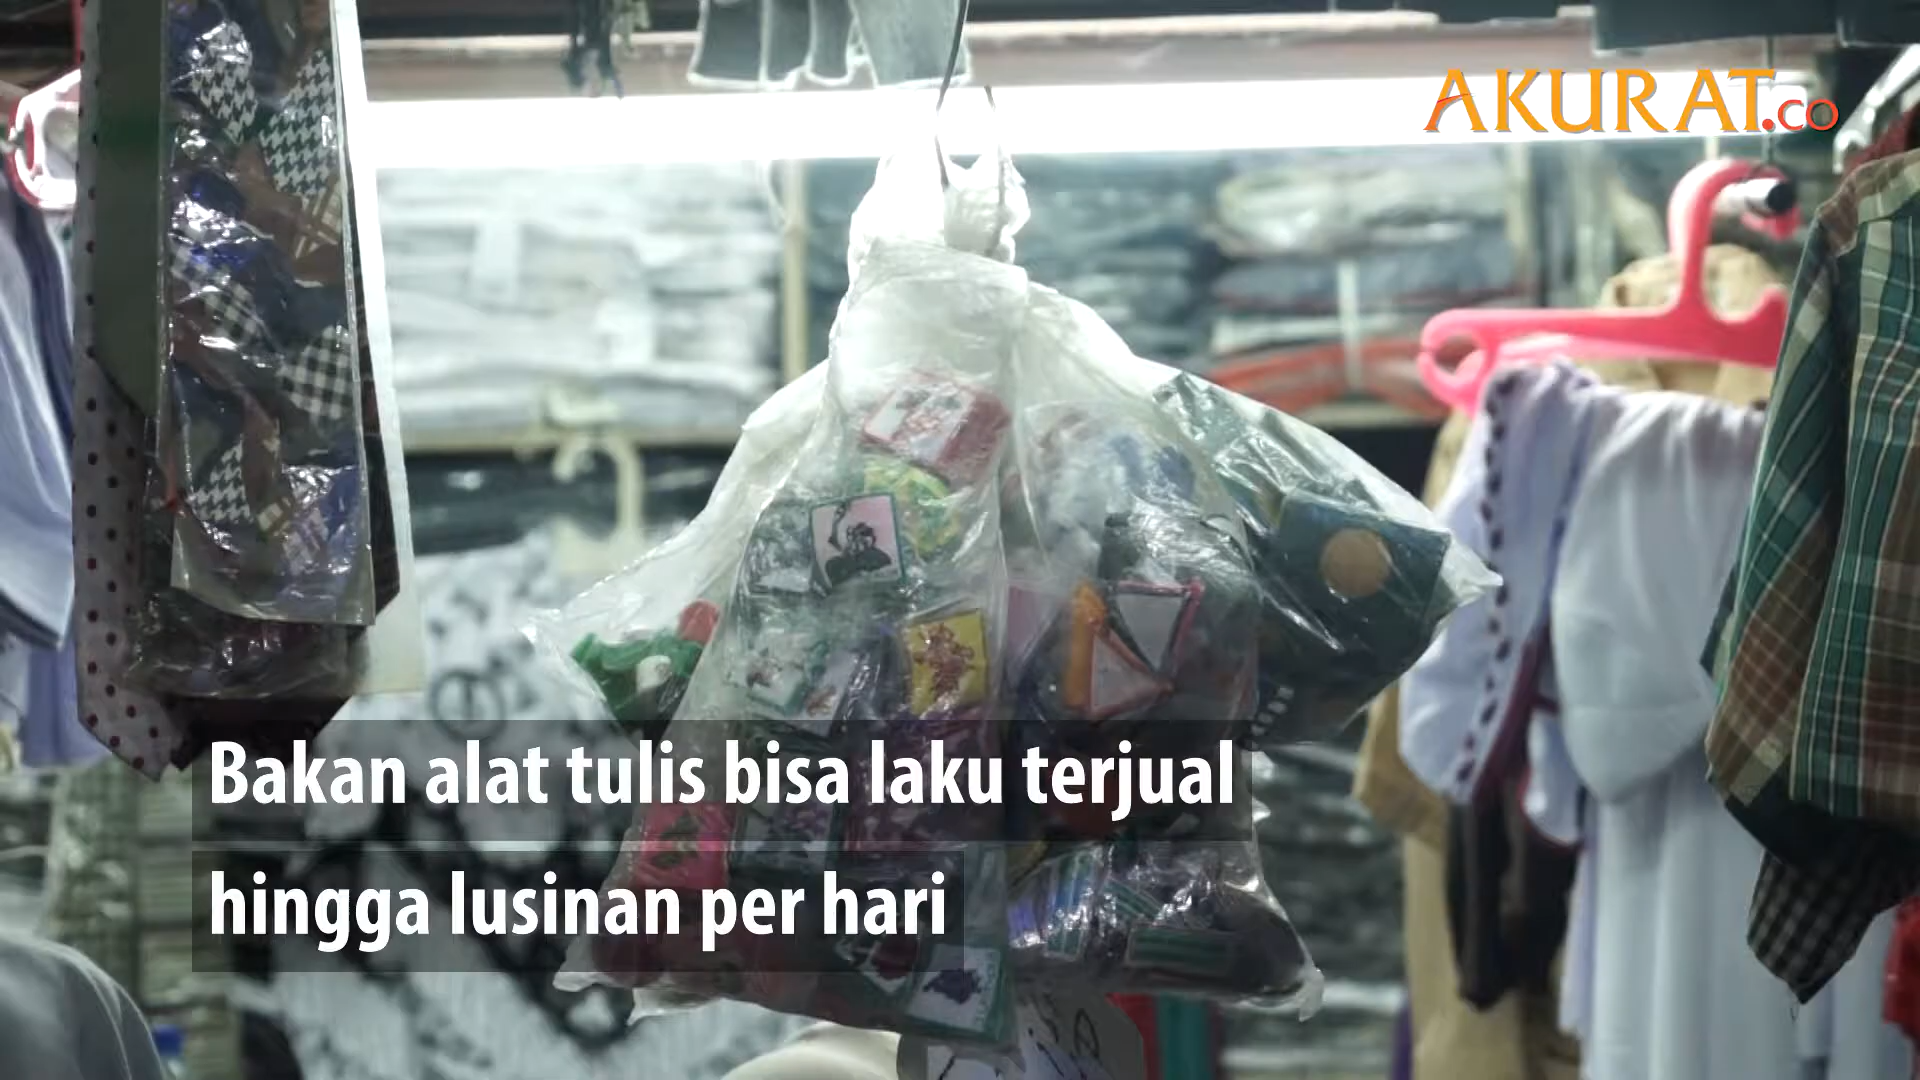 AKURAT.co
Bakan alat tulis bisa laku terjual
hingga lusinan per hari